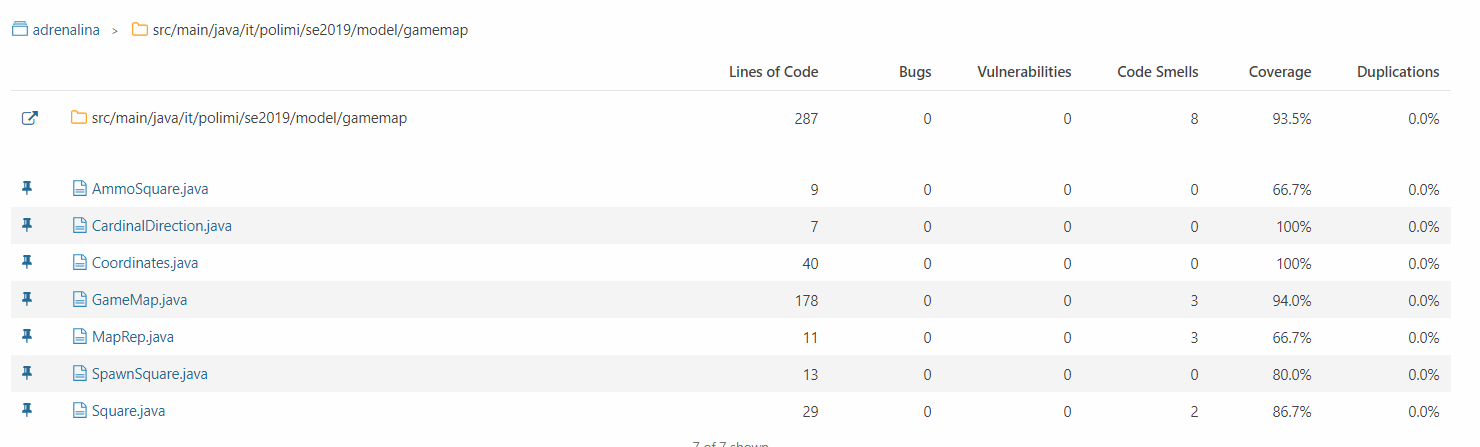 adrenalina > src/main/java/it/polimi/se2019/model/gamemap
Lines of Code Bugs Vulnerabilities Code Smells Coverage Duplications
src/main/java/it/polimi/se2019/model/gamemap 287 0 0 8 93.5% 0.0%
AmmoSquare.java 9 0 0 0 66.7% 0.0%
CardinalDirection.java 7 0 0 0 100% 0.0%
Coordinates.java 40 0 0 0 100% 0.0%
GameMap.java 178 0 0 3 94.0% 0.0%
MapRep.java 11 0 0 3 66.7% 0.0%
SpawnSquare.java 13 0 0 0 80.0% 0.0%
Square.java 29 0 0 2 86.7% 0.0%
7 of 7 shown